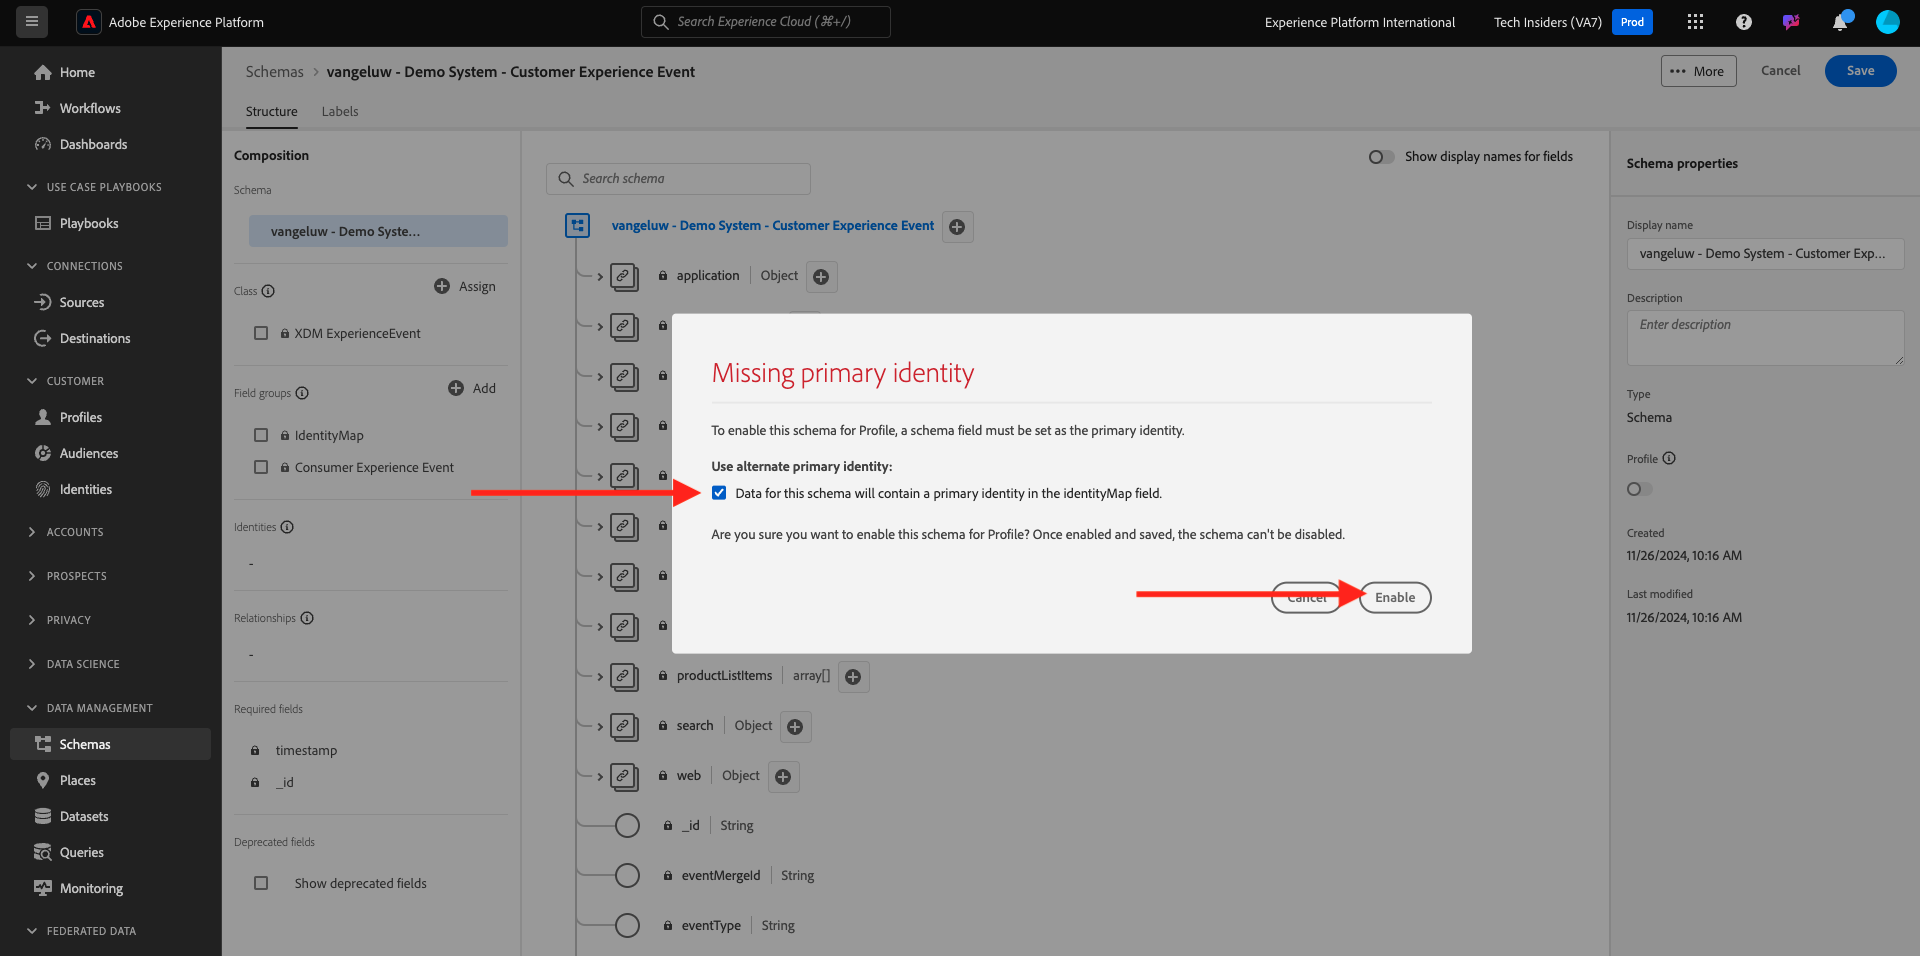 Adobe Experience Platform
Search Experience Cloud (⌘+/)
Experience Platform International
Tech Insiders (VA7)
Prod
Home
Workflows
Dashboards
USE CASE PLAYBOOKS
Playbooks
CONNECTIONS
Sources
Destinations
CUSTOMER
Profiles
Audiences
Identities
ACCOUNTS
PROSPECTS
PRIVACY
DATA SCIENCE
DATA MANAGEMENT
Schemas
Places
Datasets
Queries
Monitoring
FEDERATED DATA
Schemas > vangeluw - Demo System - Customer Experience Event
••• More
Cancel
Save
Structure
Labels
Composition
Schema
vangeluw - Demo Syste...
Class
Assign
XDM ExperienceEvent
Field groups
Add
IdentityMap
Consumer Experience Event
Identities
-
Relationships
-
Required fields
timestamp
_id
Deprecated fields
Show deprecated fields
Search schema
Show display names for fields
vangeluw - Demo System - Customer Experience Event
application | Object
productListItems | array[]
search | Object
web | Object
_id | String
eventMergeId | String
eventType | String
Missing primary identity
To enable this schema for Profile, a schema field must be set as the primary identity.
Use alternate primary identity:
Data for this schema will contain a primary identity in the identityMap field.
Are you sure you want to enable this schema for Profile? Once enabled and saved, the schema can't be disabled.
Cancel
Enable
Schema properties
Display name
vangeluw - Demo System - Customer Exp...
Description
Enter description
Type
Schema
Profile
Created
11/26/2024, 10:16 AM
Last modified
11/26/2024, 10:16 AM